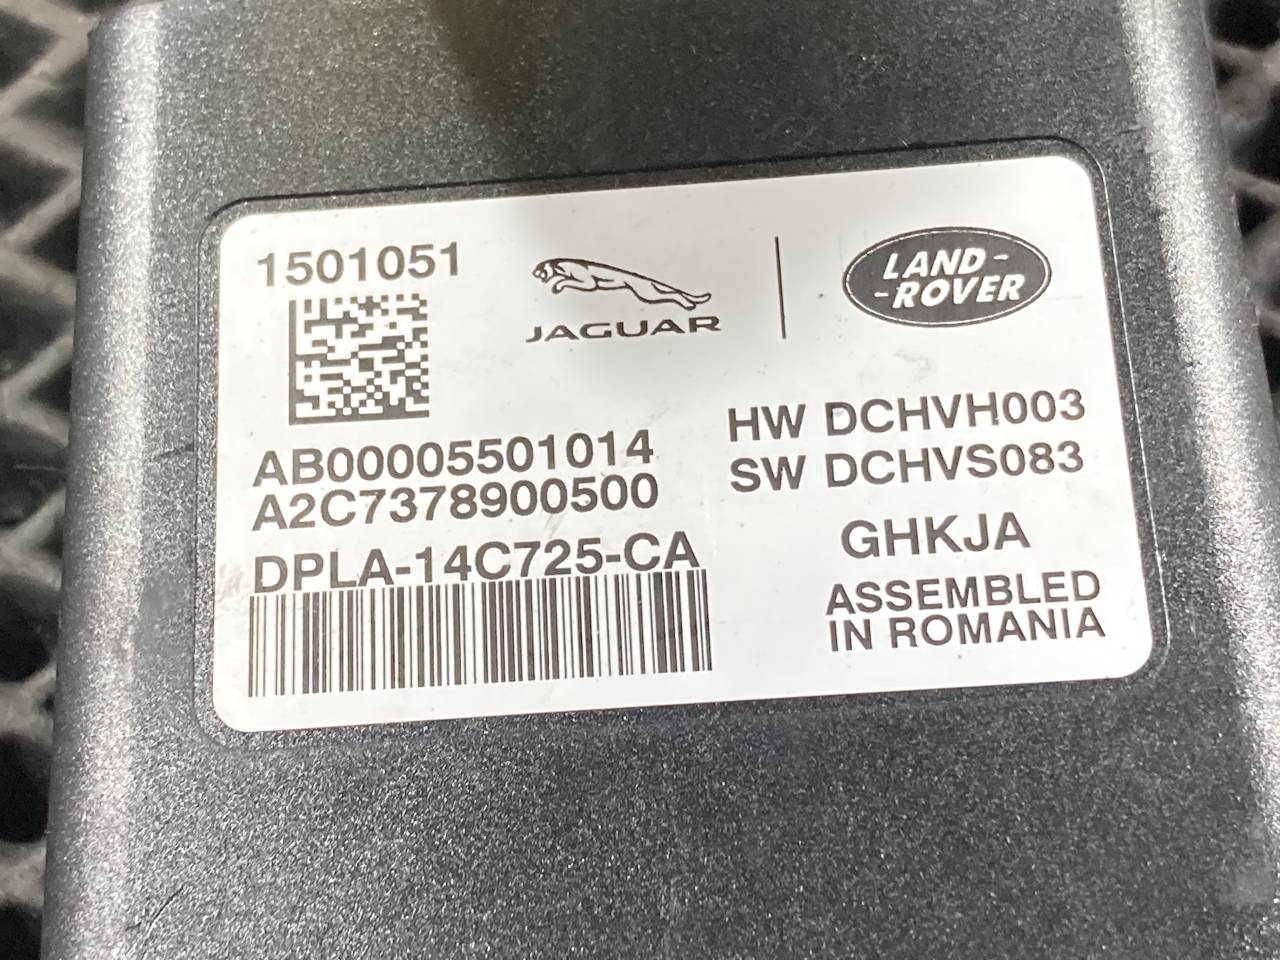 1501051
JAGUAR
LAND-
-ROVER
AB00005501014
A2C7378900500
DPLA-14C725-CA
HW DCHVH003
SW DCHVS083
GHKJA
ASSEMBLED
IN ROMANIA